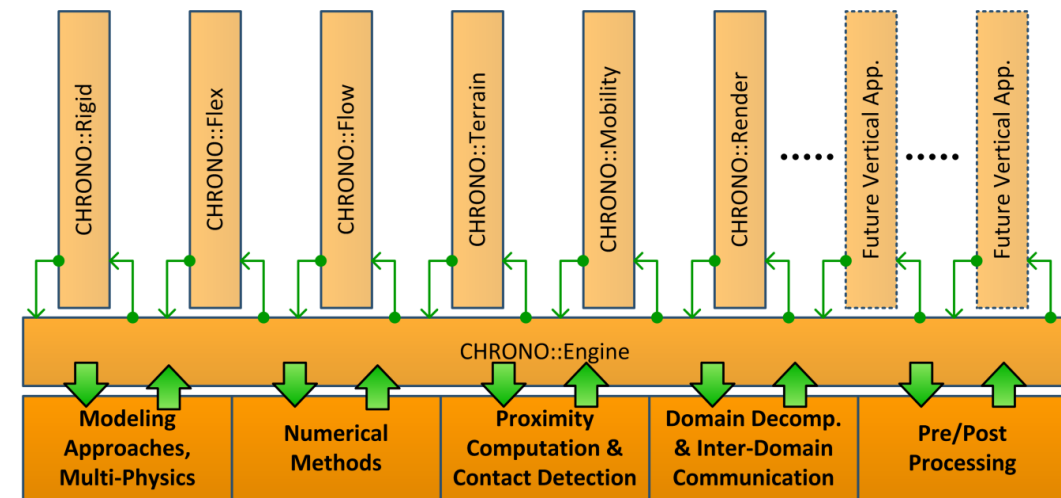 CHRONO::Rigid
CHRONO::Flex
CHRONO::Flow
CHRONO::Terrain
CHRONO::Mobility
CHRONO::Render
Future Vertical App.
Future Vertical App.
CHRONO::Engine
Modeling
Approaches,
Multi-Physics
Numerical
Methods
Proximity
Computation &
Contact Detection
Domain Decomp.
& Inter-Domain
Communication
Pre/Post
Processing